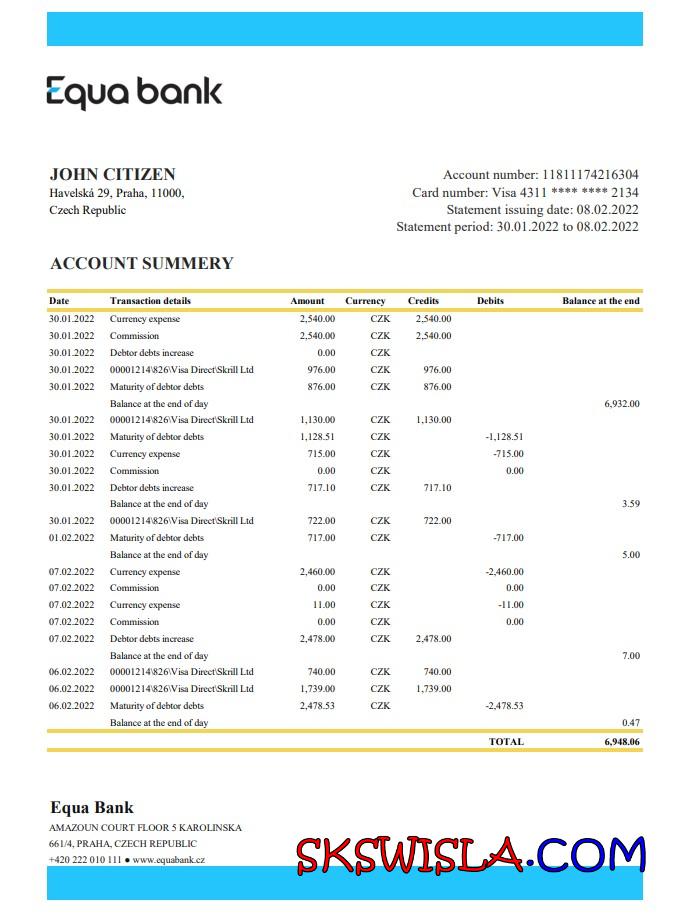 Equa bank
JOHN CITIZEN
Havelská 29, Praha, 11000,
Czech Republic
Account number: 11811174216304
Card number: Visa 4311 **** **** 2134
Statement issuing date: 08.02.2022
Statement period: 30.01.2022 to 08.02.2022
ACCOUNT SUMMERY
Date Transaction details Amount Currency Credits Debits Balance at the end
30.01.2022 Currency expense 2,540.00 CZK 2,540.00
30.01.2022 Commission 2,540.00 CZK 2,540.00
30.01.2022 Debtor debts increase 0.00 CZK
30.01.2022 00001214\826\Visa Direct\Skrill Ltd 976.00 CZK 976.00
30.01.2022 Maturity of debtor debts 876.00 CZK 876.00
Balance at the end of day 6,932.00
30.01.2022 00001214\826\Visa Direct\Skrill Ltd 1,130.00 CZK 1,130.00
30.01.2022 Maturity of debtor debts 1,128.51 CZK -1,128.51
30.01.2022 Currency expense 715.00 CZK -715.00
30.01.2022 Commission 0.00 CZK 0.00
30.01.2022 Debtor debts increase 717.10 CZK 717.10
Balance at the end of day 3.59
30.01.2022 00001214\826\Visa Direct\Skrill Ltd 722.00 CZK 722.00
01.02.2022 Maturity of debtor debts 717.00 CZK -717.00
Balance at the end of day 5.00
07.02.2022 Currency expense 2,460.00 CZK -2,460.00
07.02.2022 Commission 0.00 CZK 0.00
07.02.2022 Currency expense 11.00 CZK -11.00
07.02.2022 Commission 0.00 CZK 0.00
07.02.2022 Debtor debts increase 2,478.00 CZK 2,478.00
Balance at the end of day 7.00
06.02.2022 00001214\826\Visa Direct\Skrill Ltd 740.00 CZK 740.00
06.02.2022 00001214\826\Visa Direct\Skrill Ltd 1,739.00 CZK 1,739.00
06.02.2022 Maturity of debtor debts 2,478.53 CZK -2,478.53
Balance at the end of day 0.47
TOTAL 6,948.06
Equa Bank
AMAZOUN COURT FLOOR 5 KAROLINSKA
661/4, PRAHA, CZECH REPUBLIC
+420 222 010 111 ● www.equabank.cz
SKSWISLA.COM